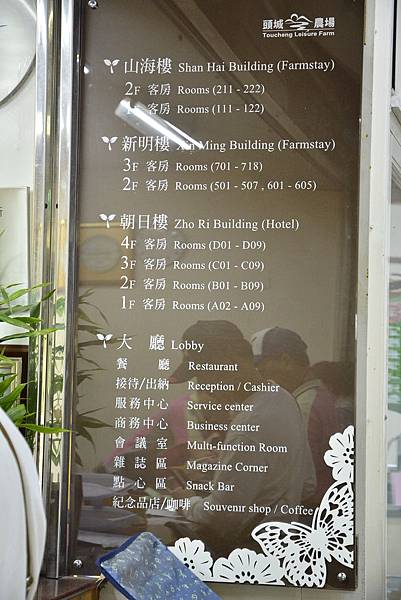 頭城 農場
Toucheng Leisure Farm
山海樓 Shan Hai Building (Farmstay)
2F 客房 Rooms (211 - 222)
客房 Rooms (111 - 122)
新明樓 Ming Building (Farmstay)
3F 客房 Rooms (701 - 718)
2F 客房 Rooms (501 - 507 , 601 - 605)
朝日樓 Zho Ri Building (Hotel)
4F 客房 Rooms (D01 - D09)
3F 客房 Rooms (C01 - C09)
2F 客房 Rooms (B01 - B09)
1F 客房 Rooms (A02 - A09)
大 廳 Lobby
餐 廳 Restaurant
接待/出納 Reception / Cashier
服務中心 Service center
商務中心 Business center
會 議 室 Multi-function Room
雜 誌 區 Magazine Corner
點 心 區 Snack Bar
紀念品店/咖啡 Souvenir shop / Coffee